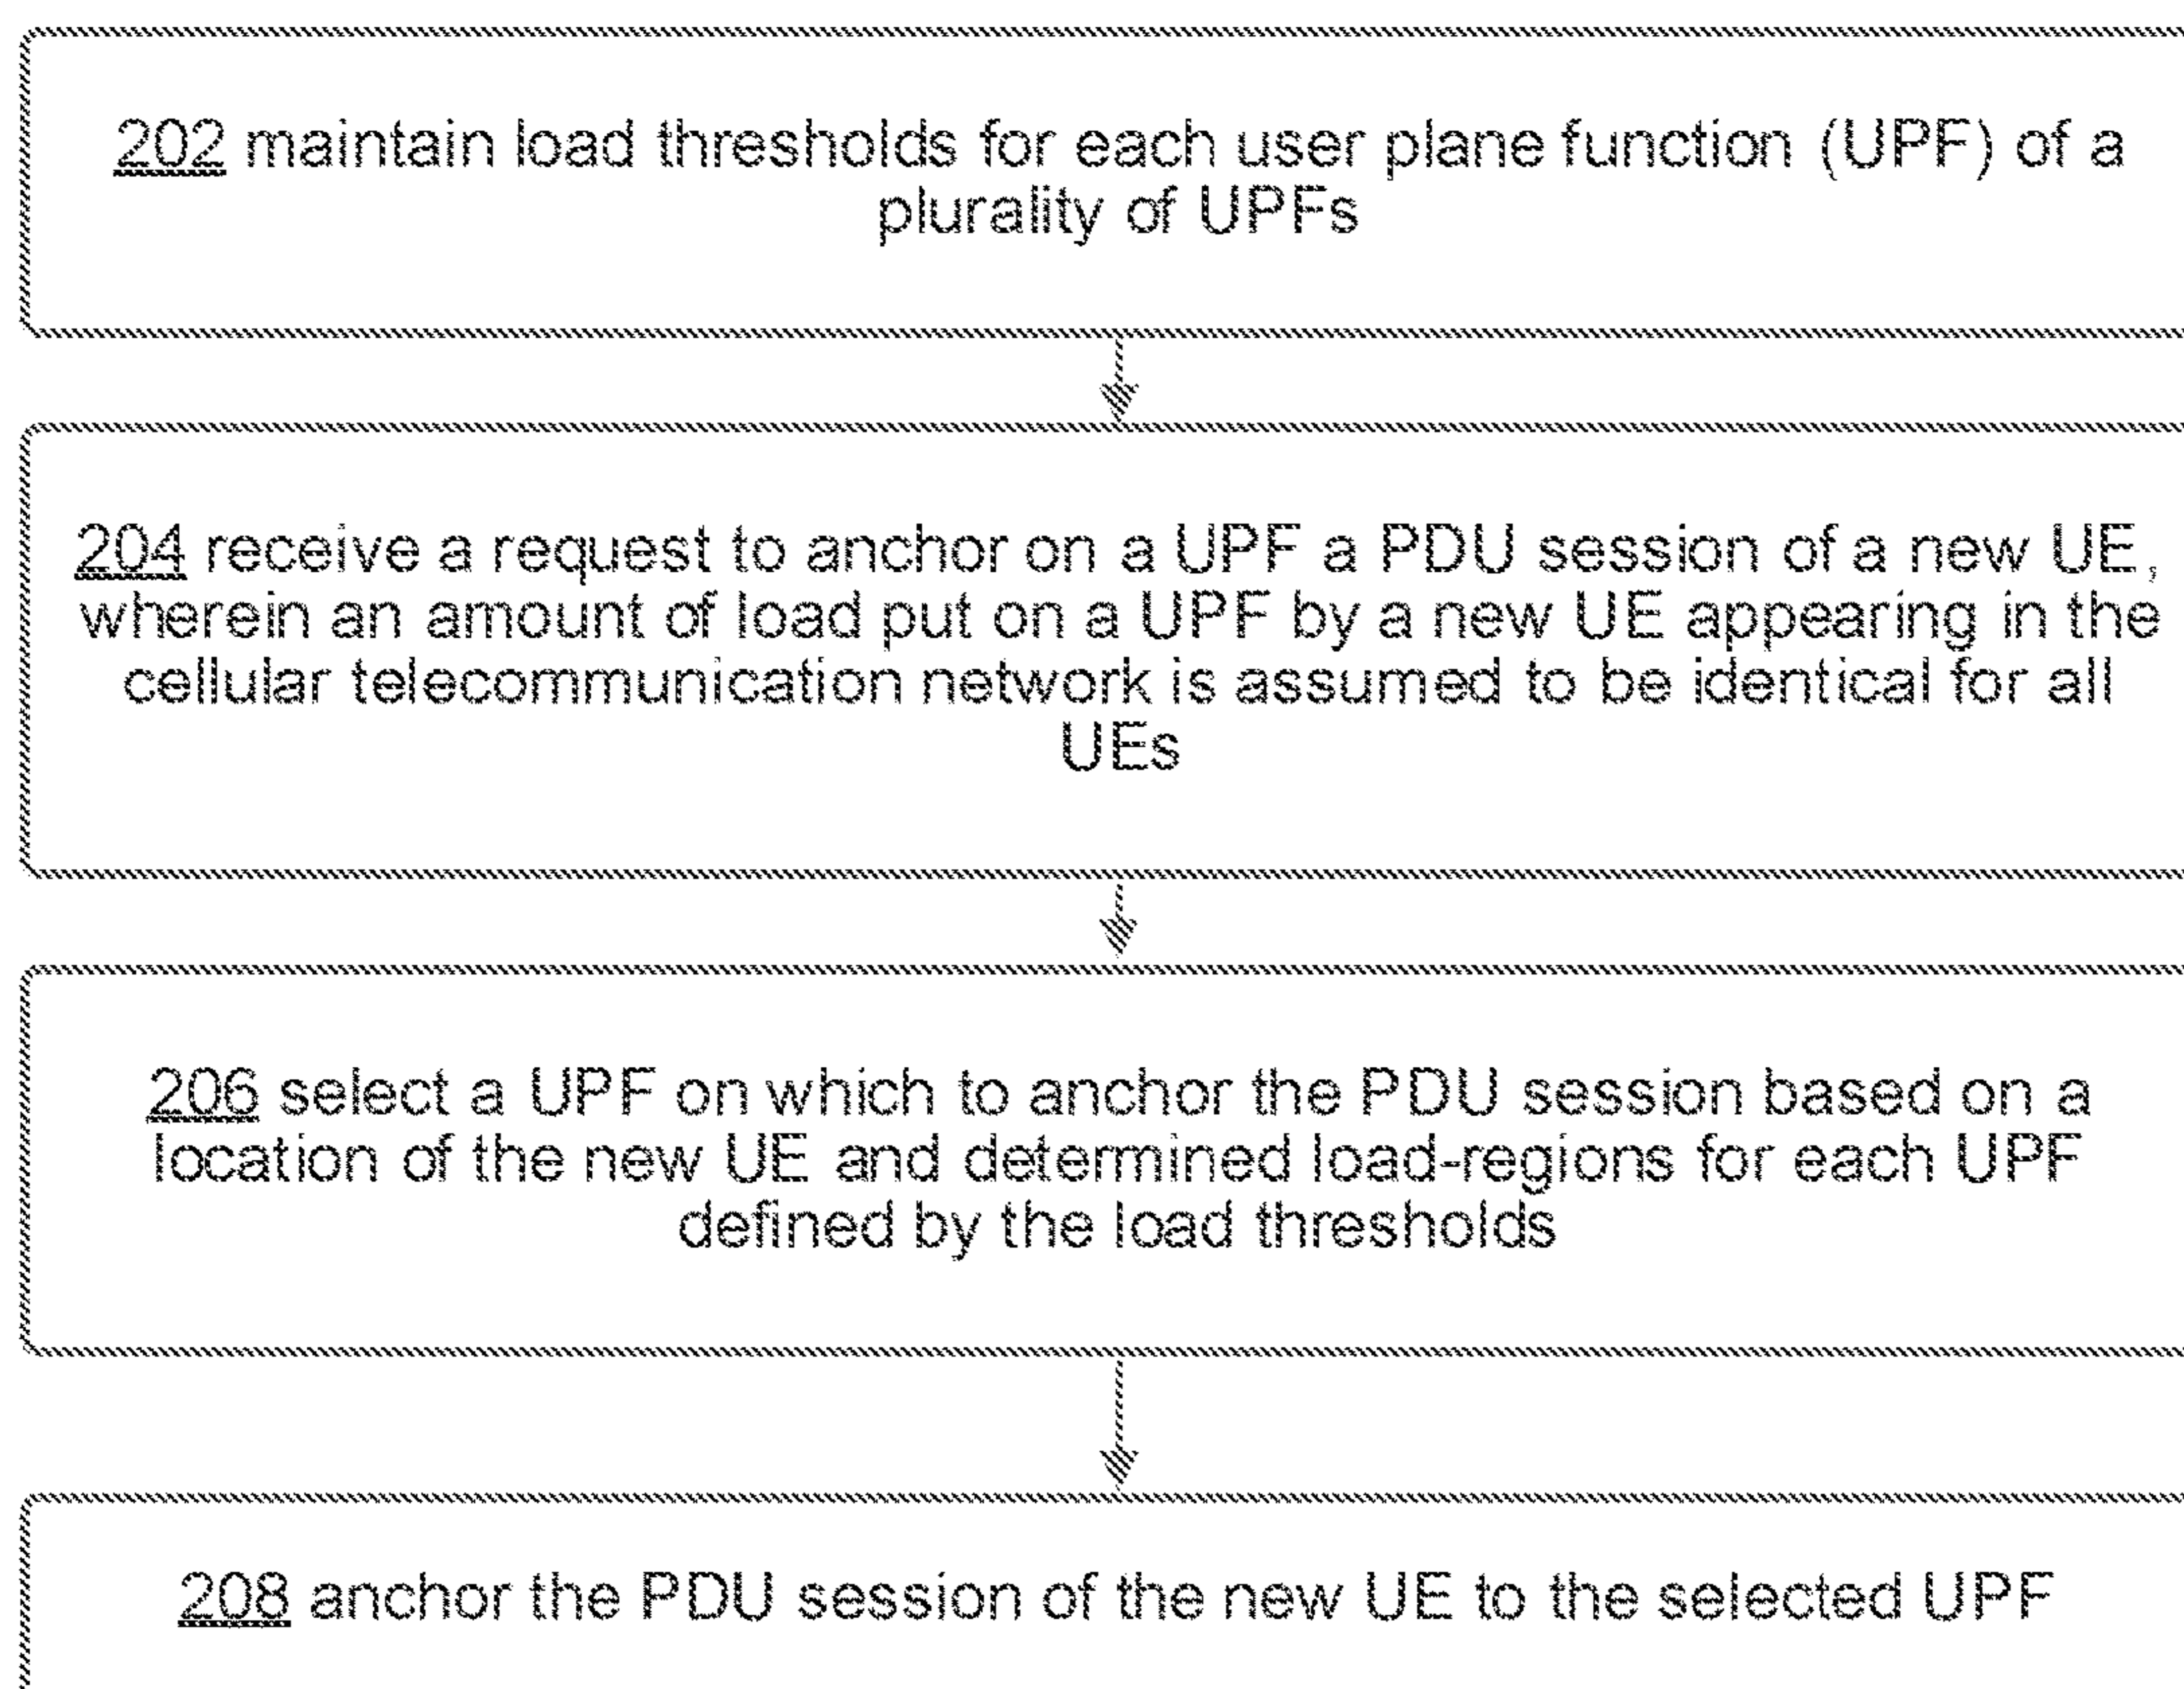 202 maintain load thresholds for each user plane function (UPF) of a
plurality of UPFs
204 receive a request to anchor on a UPF a PDU session of a new UE,
wherein an amount of load put on a UPF by a new UE appearing in the
cellular telecommunication network is assumed to be identical for all
UEs
206 select a UPF on which to anchor the PDU session based on a
location of the new UE and determined load-regions for each UPF
defined by the load thresholds
208 anchor the PDU session of the new UE to the selected UPF